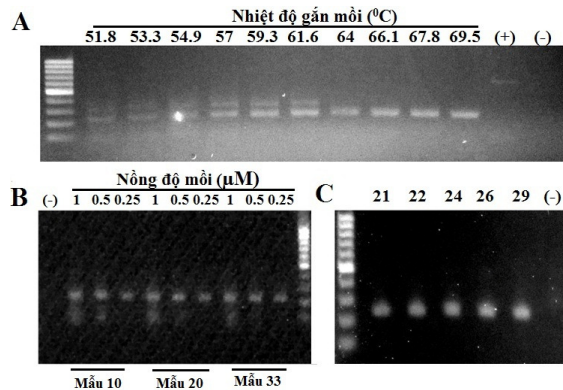 A
Nhiệt độ gắn mồi (⁰C)
51.8 53.3 54.9 57 59.3 61.6 64 66.1 67.8 69.5 (+) (-)
B
Nồng độ mồi (μM)
(-) 1 0.5 0.25 1 0.5 0.25 1 0.5 0.25
Mẫu 10 Mẫu 20 Mẫu 33
C
21 22 24 26 29 (-)